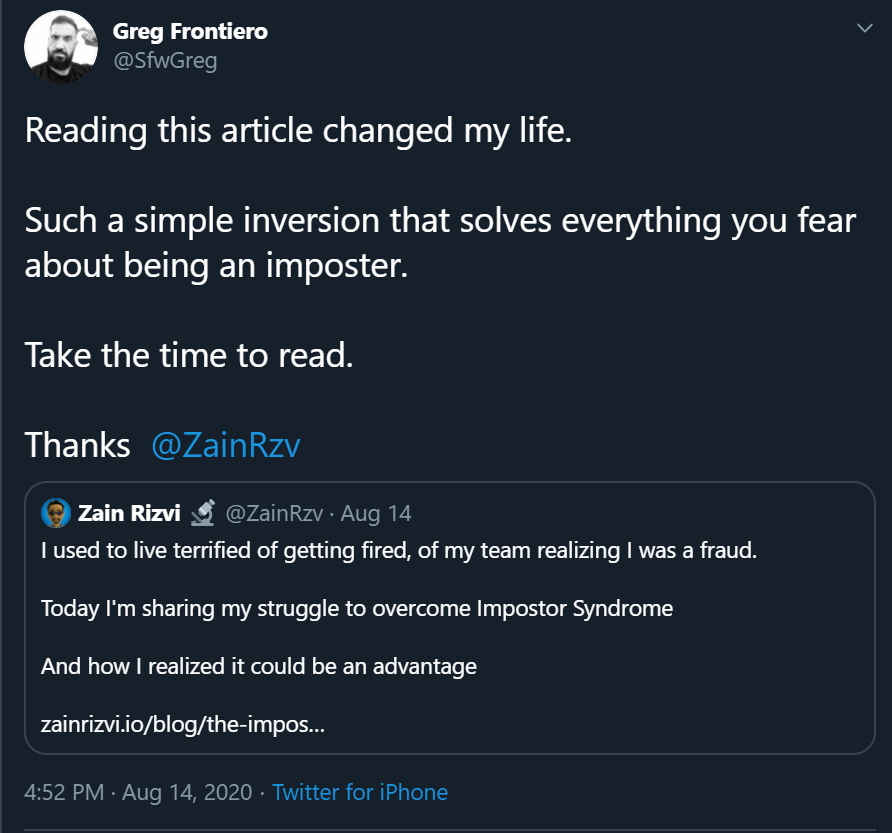 Greg Frontiero
@SfwGreg
Reading this article changed my life.
Such a simple inversion that solves everything you fear
about being an imposter.
Take the time to read.
Thanks @ZainRzv
Zain Rizvi 🔬 @ZainRzv · Aug 14
I used to live terrified of getting fired, of my team realizing I was a fraud.
Today I'm sharing my struggle to overcome Impostor Syndrome
And how I realized it could be an advantage
zainrizvi.io/blog/the-impos...
4:52 PM · Aug 14, 2020 · Twitter for iPhone